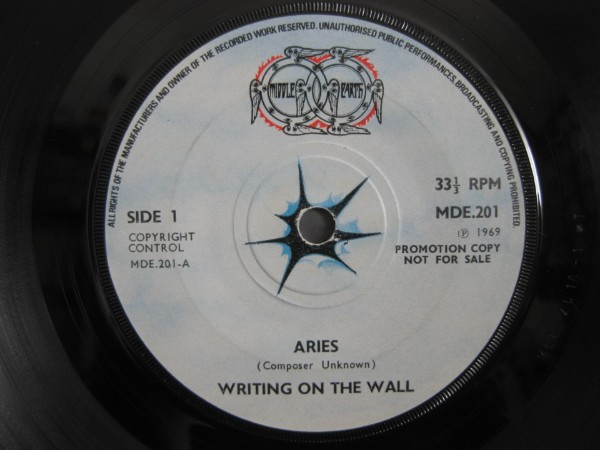 ALL RIGHTS OF THE MANUFACTURERS AND OWNER OF THE RECORDED WORK RESERVED. UNAUTHORISED PUBLIC PERFORMANCES, BROADCASTING AND COPYING PROHIBITED.
MIDDLE EARTH
33⅓ RPM
SIDE 1
MDE.201
COPYRIGHT
CONTROL
℗ 1969
MDE.201-A
PROMOTION COPY
NOT FOR SALE
ARIES
(Composer Unknown)
WRITING ON THE WALL